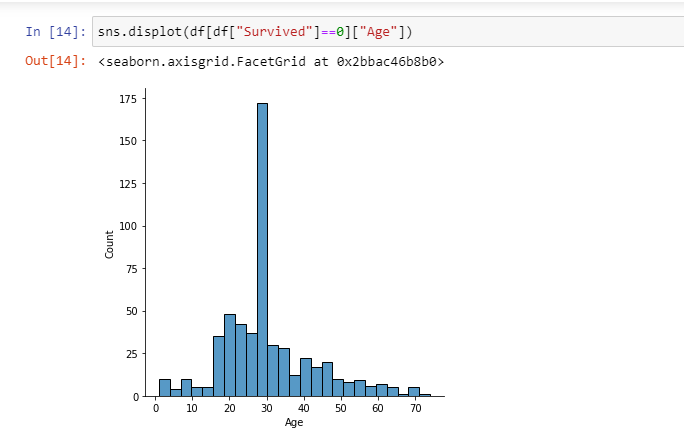 In [14]: sns.displot(df[df["Survived"]==0]["Age"])
Out[14]: <seaborn.axisgrid.FacetGrid at 0x2bbac46b8b0>
175
150
125
100
75
50
25
0
Count
0 10 20 30 40 50 60 70
Age